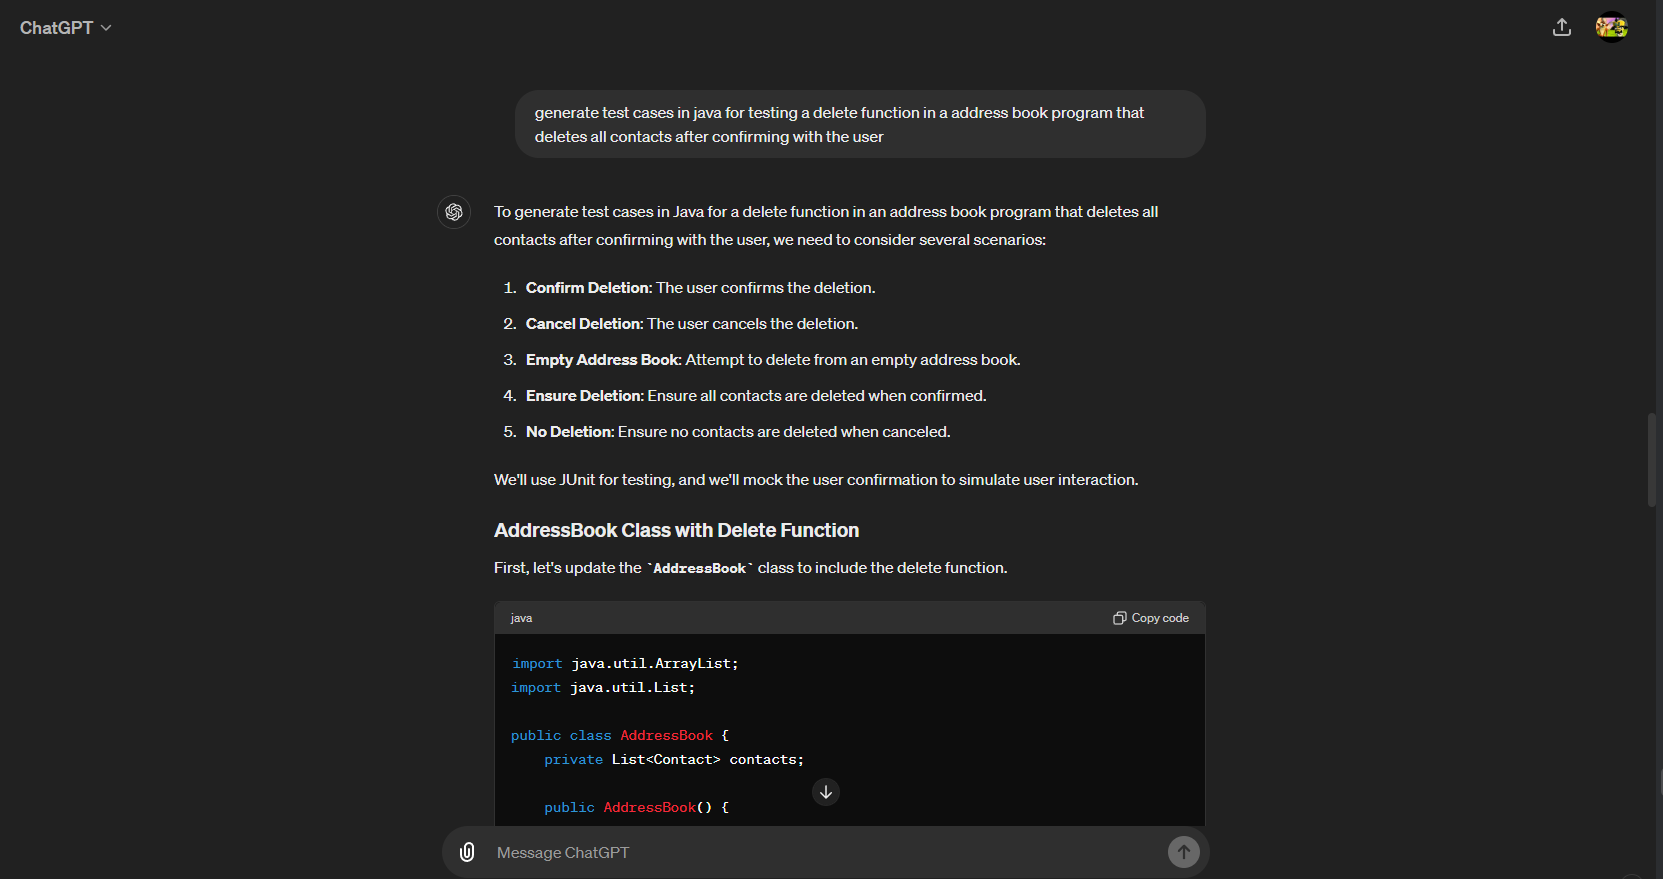 ChatGPT
generate test cases in java for testing a delete function in a address book program that
deletes all contacts after confirming with the user
To generate test cases in Java for a delete function in an address book program that deletes all
contacts after confirming with the user, we need to consider several scenarios:
1. Confirm Deletion: The user confirms the deletion.
2. Cancel Deletion: The user cancels the deletion.
3. Empty Address Book: Attempt to delete from an empty address book.
4. Ensure Deletion: Ensure all contacts are deleted when confirmed.
5. No Deletion: Ensure no contacts are deleted when canceled.
We'll use JUnit for testing, and we'll mock the user confirmation to simulate user interaction.
AddressBook Class with Delete Function
First, let's update the `AddressBook` class to include the delete function.
java Copy code
import java.util.ArrayList;
import java.util.List;
public class AddressBook {
private List<Contact> contacts;
public AddressBook() {
Message ChatGPT